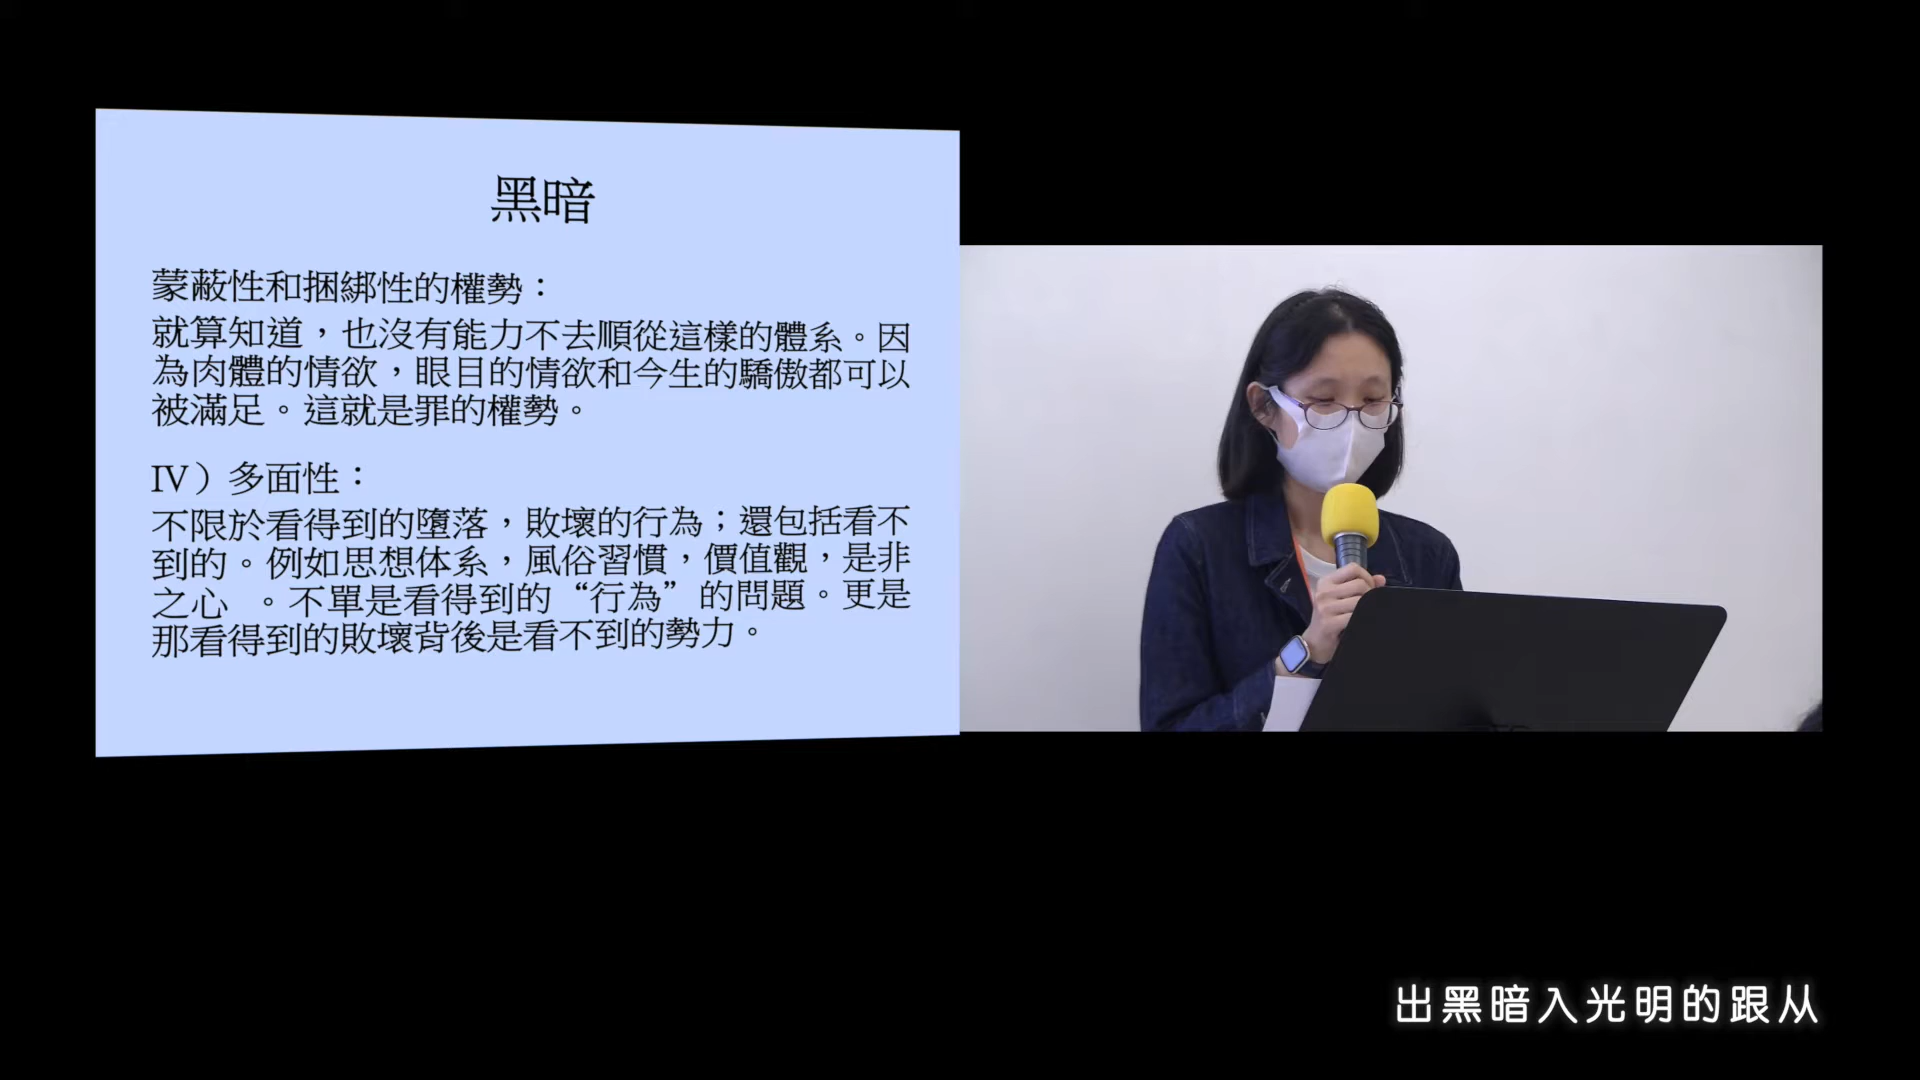 黑暗
蒙蔽性和捆綁性的權勢：
就算知道，也沒有能力不去順從這樣的體系。因
為肉體的情欲，眼目的情欲和今生的驕傲都可以
被滿足。這就是罪的權勢。
IV）多面性：
不限於看得到的墮落，敗壞的行為；還包括看不
到的。例如思想体系，風俗習慣，價值觀，是非
之心 。不單是看得到的“行為”的問題。更是
那看得到的敗壞背後是看不到的勢力。
出黑暗入光明的跟从